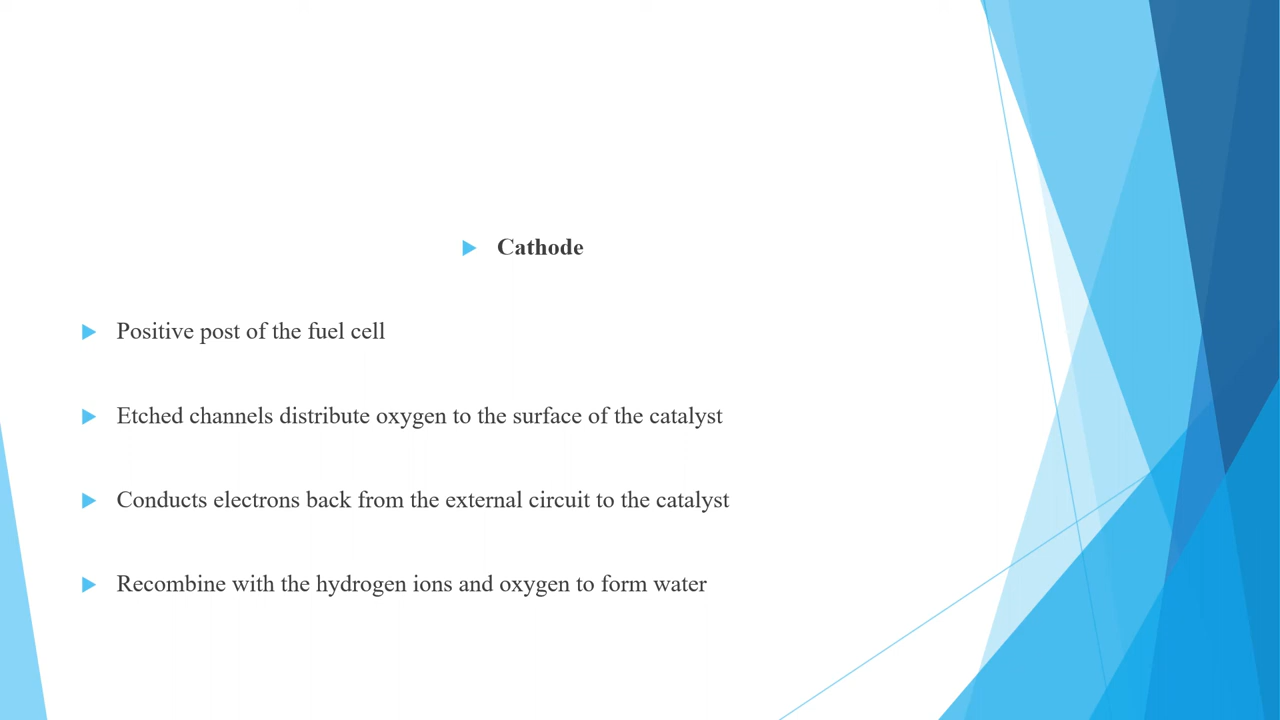 Cathode
Positive post of the fuel cell
Etched channels distribute oxygen to the surface of the catalyst
Conducts electrons back from the external circuit to the catalyst
Recombine with the hydrogen ions and oxygen to form water